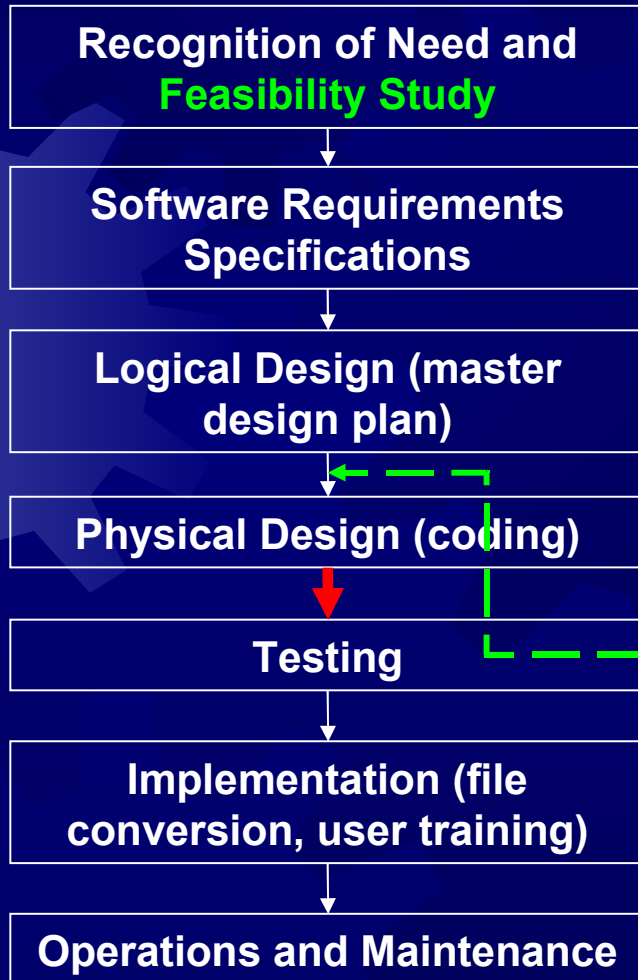 Recognition of Need and
Feasibility Study
Software Requirements
Specifications
Logical Design (master
design plan)
Physical Design (coding)
Testing
Implementation (file
conversion, user training)
Operations and Maintenance